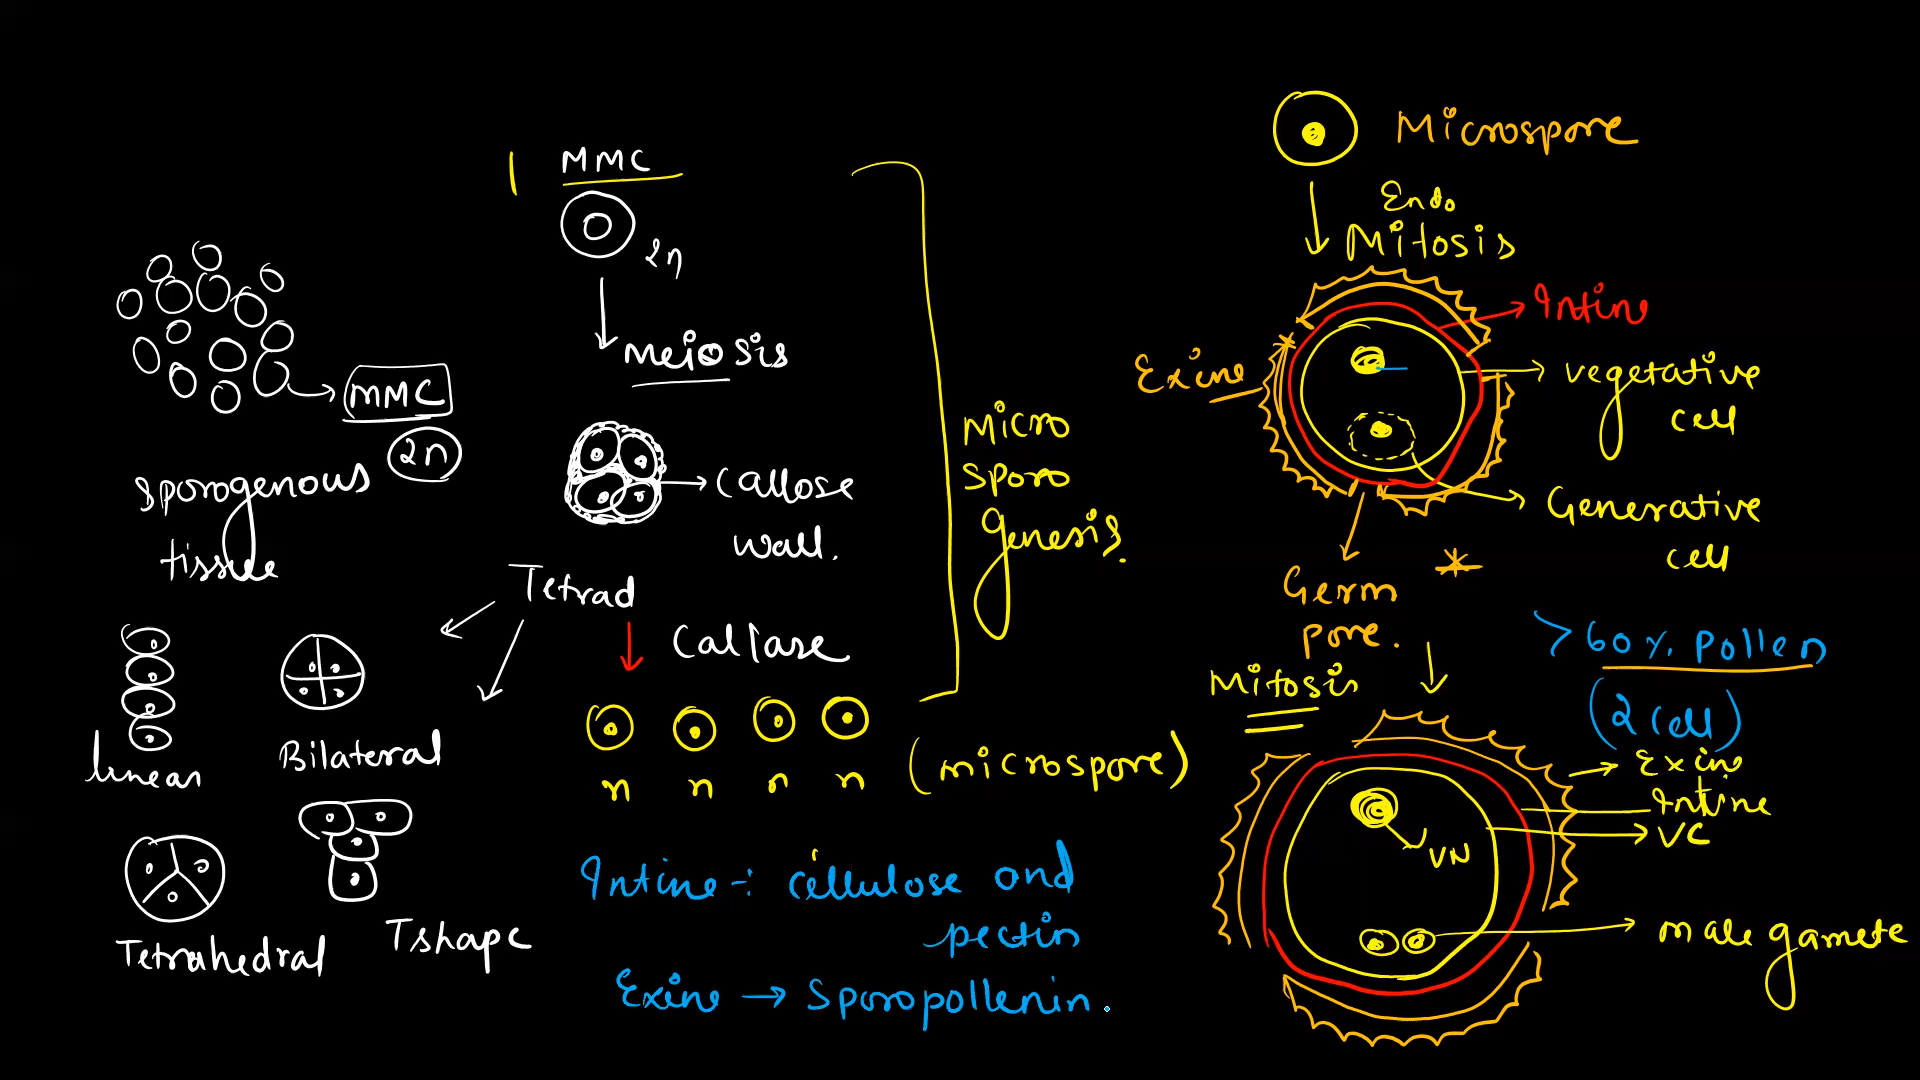 MMC
2n
Meiosis
MMC
2n
Sporogenous
tissue
Callose
wall.
Tetrad
Callase
linear
Bilateral
Tetrahedral
Tshape
n n n n
(microspore)
Micro
sporo
genesis.
Intine -: cellulose and
pectin
Exine → Sporopollenin.
Microspore
Endo
Mitosis
Intine
Exine
vegetative
cell
Generative
cell
Germ
pore.
*
Mitosis
>60%. pollen
(2 cell)
Exine
Intine
VC
VN
male gamete